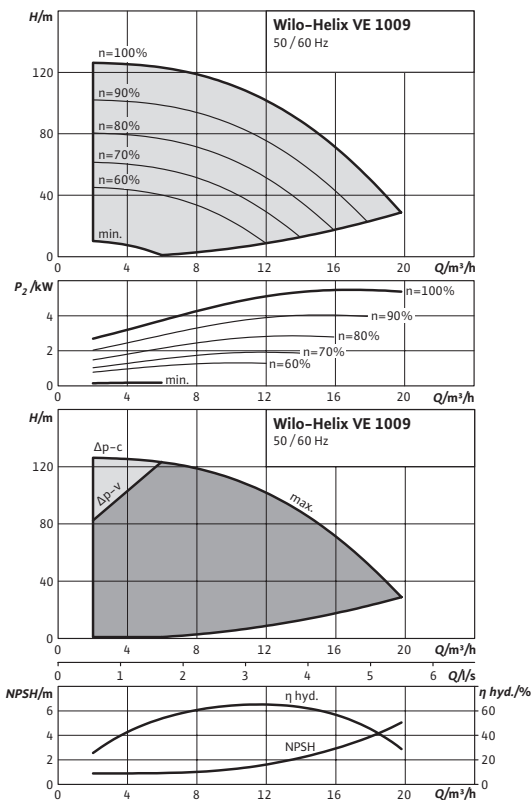 H/m
Wilo-Helix VE 1009
50 / 60 Hz
n=100%
120
n=90%
80
n=80%
n=70%
n=60%
40
min.
0
0 4 8 12 16 20 Q/m³/h
P₂/kW
n=100%
4
n=90%
n=80%
2
n=70%
n=60%
min.
0
0 4 8 12 16 20 Q/m³/h
H/m
Wilo-Helix VE 1009
50 / 60 Hz
Δp-c
120
Δp-v
max.
80
40
0
0 4 8 12 16 20 Q/m³/h
0 1 2 3 4 5 6 Q/l/s
NPSH/m
η hyd./%
η hyd.
6 60
4 40
NPSH
2 20
0 0
0 4 8 12 16 20 Q/m³/h